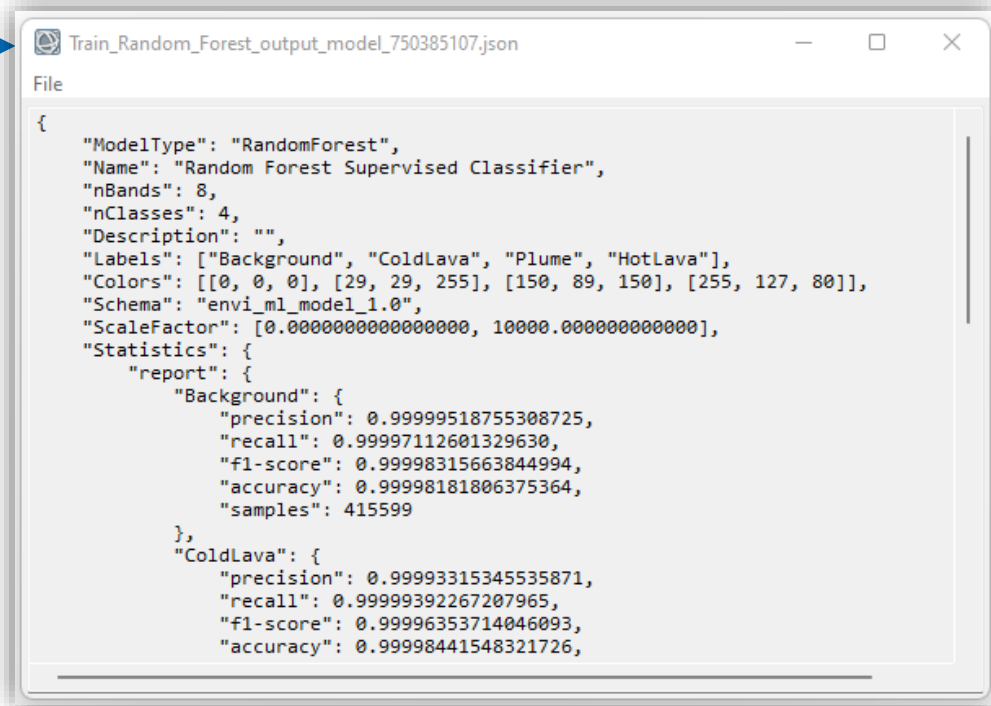 Train_Random_Forest_output_model_750385107.json
File
{
    "ModelType": "RandomForest",
    "Name": "Random Forest Supervised Classifier",
    "nBands": 8,
    "nClasses": 4,
    "Description": "",
    "Labels": ["Background", "ColdLava", "Plume", "HotLava"],
    "Colors": [[0, 0, 0], [29, 29, 255], [150, 89, 150], [255, 127, 80]],
    "Schema": "envi_ml_model_1.0",
    "ScaleFactor": [0.0000000000000000, 10000.000000000000],
    "Statistics": {
        "report": {
            "Background": {
                "precision": 0.99999518755308725,
                "recall": 0.99997112601329630,
                "f1-score": 0.99998315663844994,
                "accuracy": 0.99998181806375364,
                "samples": 415599
            },
            "ColdLava": {
                "precision": 0.99993315345535871,
                "recall": 0.99999392267207965,
                "f1-score": 0.99996353714046093,
                "accuracy": 0.99998441548321726,